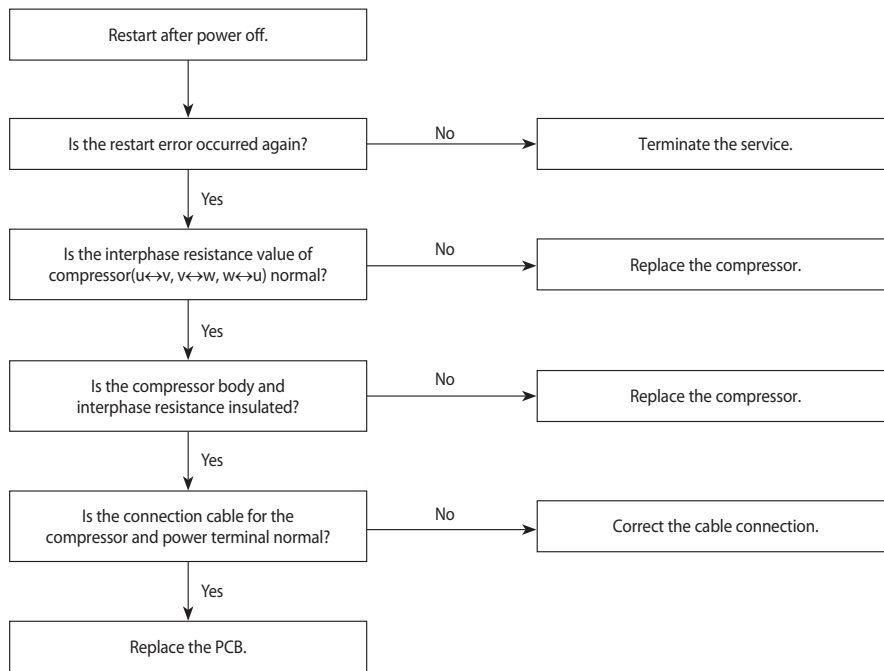 Restart after power off.
Is the restart error occurred again?
No
Terminate the service.
Yes
Is the interphase resistance value of
compressor(u↔v, v↔w, w↔u) normal?
No
Replace the compressor.
Yes
Is the compressor body and
interphase resistance insulated?
No
Replace the compressor.
Yes
Is the connection cable for the
compressor and power terminal normal?
No
Correct the cable connection.
Yes
Replace the PCB.